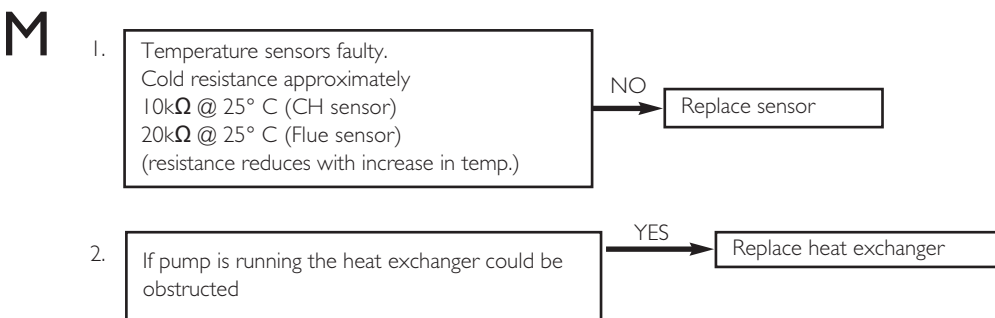 M
1. Temperature sensors faulty.
Cold resistance approximately
10kΩ @ 25° C (CH sensor)
20kΩ @ 25° C (Flue sensor)
(resistance reduces with increase in temp.)
NO
Replace sensor
2. If pump is running the heat exchanger could be
obstructed
YES
Replace heat exchanger